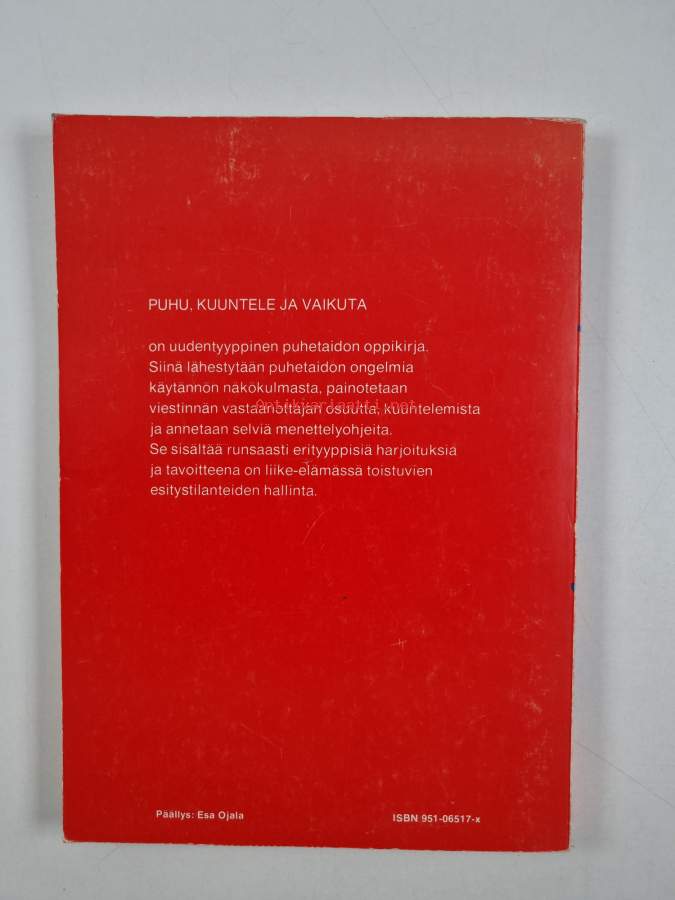 PUHU, KUUNTELE JA VAIKUTA
on uudentyyppinen puhetaidon oppikirja.
Siinä lähestytään puhetaidon ongelmia
käytännön näkökulmasta, painotetaan
viestinnän vastaanottajan osuutta, kuuntelemista
ja annetaan selviä menettelyohjeita.
Se sisältää runsaasti erityyppisiä harjoituksia
ja tavoitteena on liike-elämässä toistuvien
esitystilanteiden hallinta.
Päällys: Esa Ojala
ISBN 951-06517-x